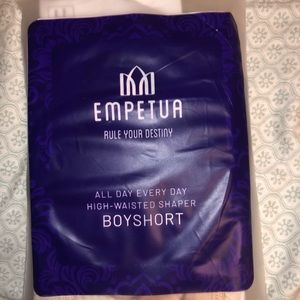 EMPETUA
RULE YOUR DESTINY
ALL DAY EVERY DAY
HIGH-WAISTED SHAPER
BOYSHORT